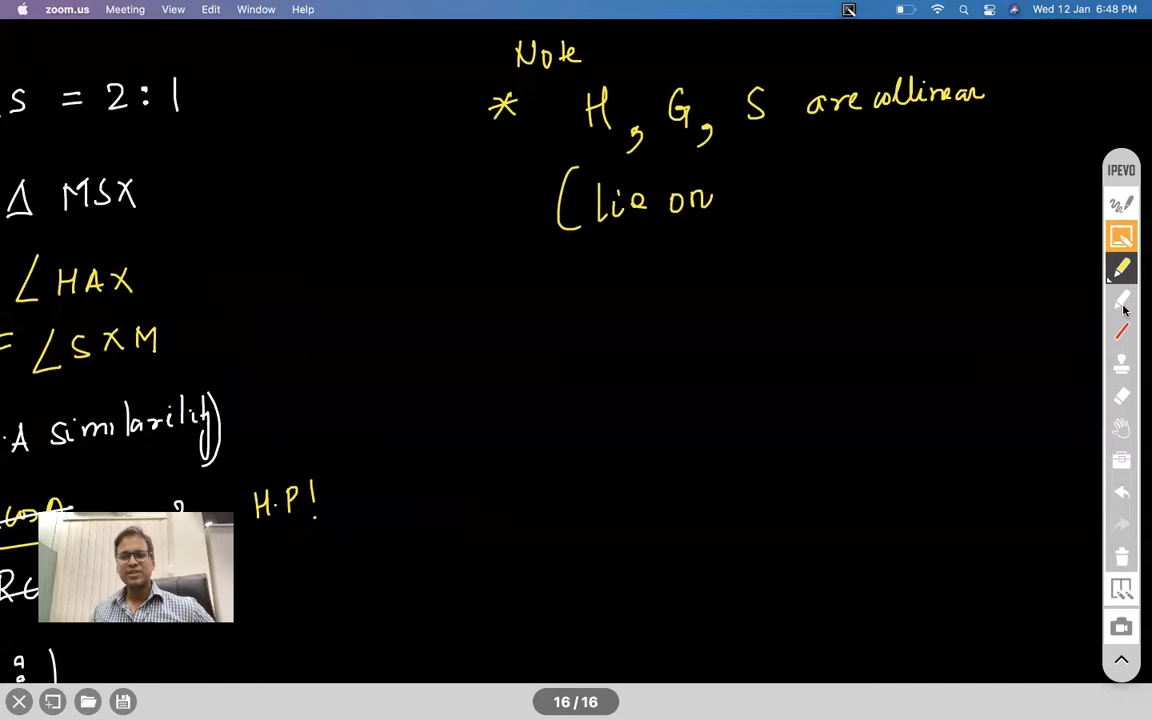 zoom.us Meeting View Edit Window Help Wed 12 Jan 6:48 PM
Note
S = 2:1
* H, G, S are collinear
IPEVO
Δ MSX
(lie on
∠ HAX
= ∠ SXM
.A similarility)
H.P!
16/16